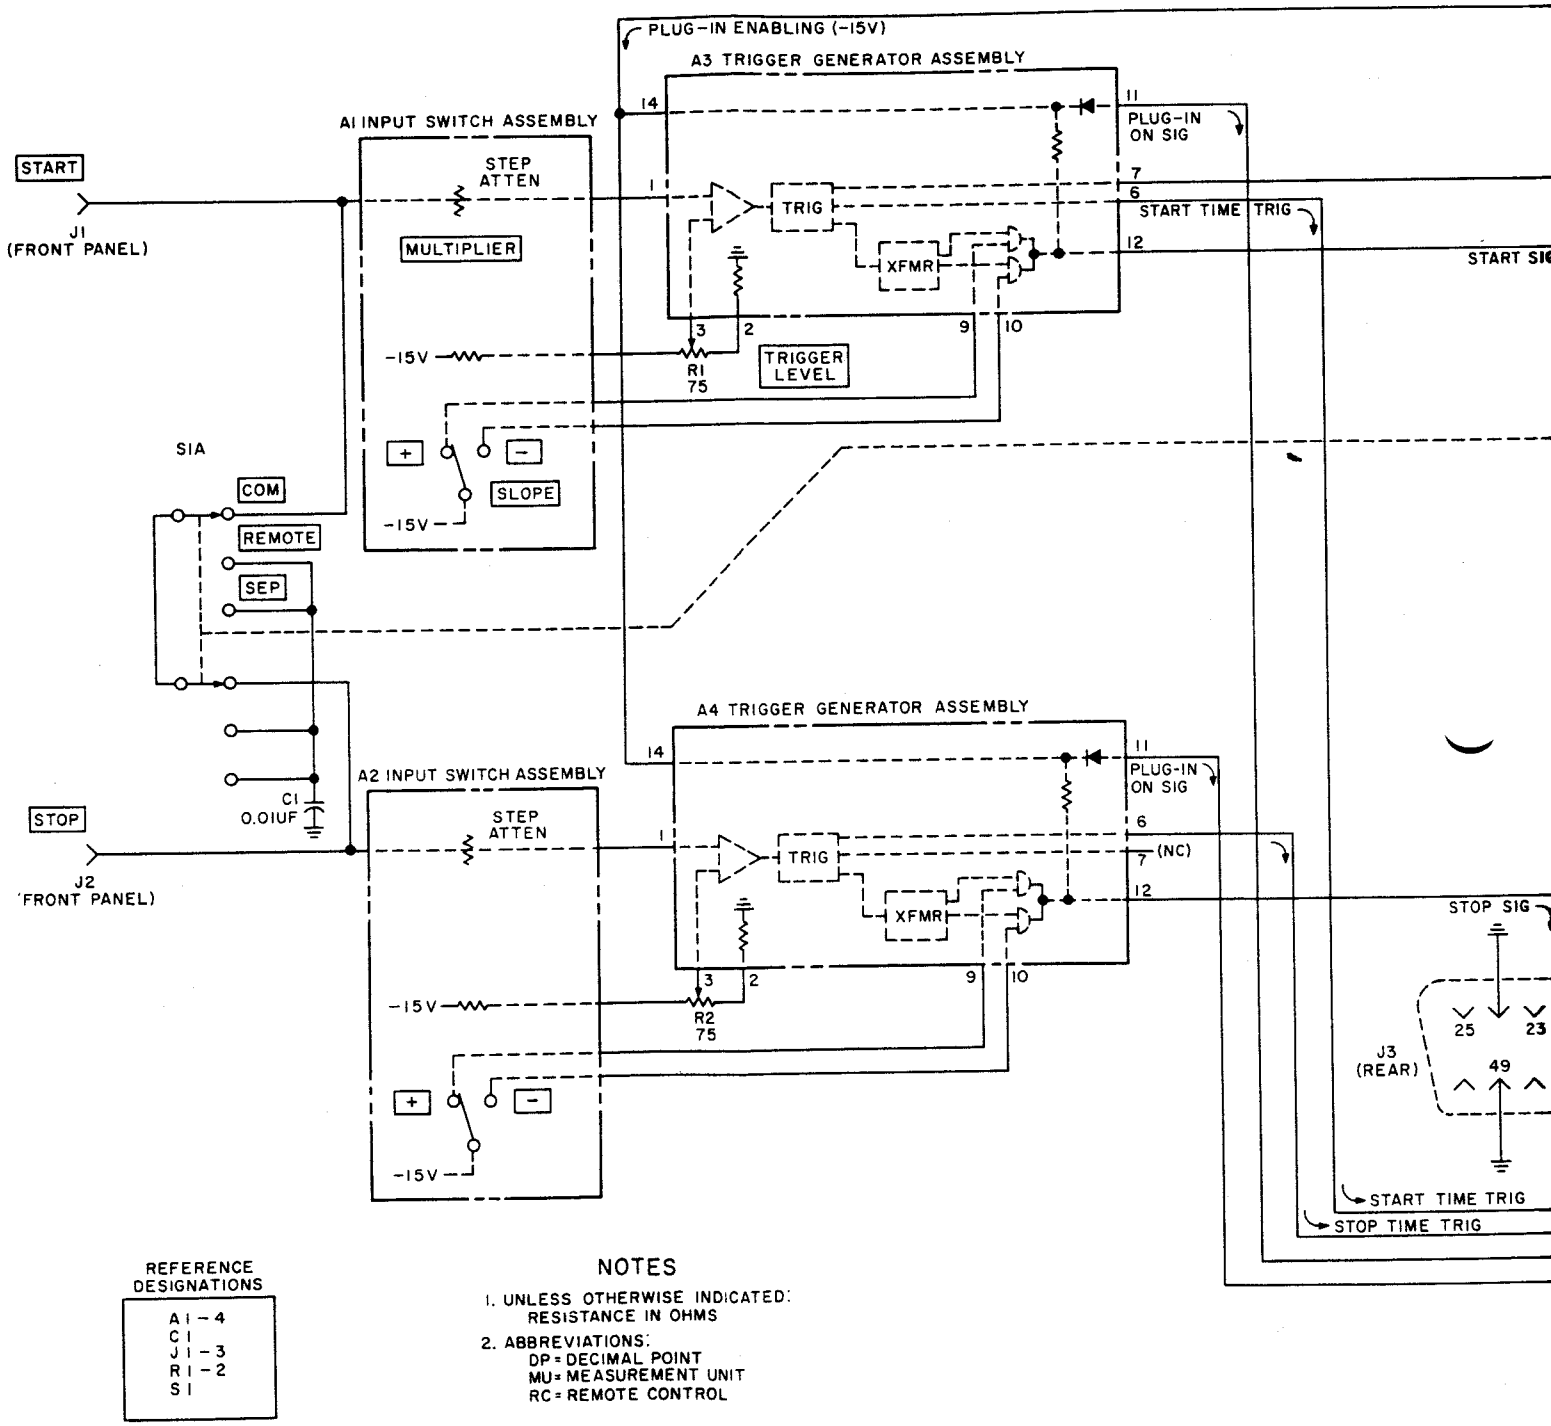 PLUG-IN ENABLING (-15V)
A3 TRIGGER GENERATOR ASSEMBLY
14
11
PLUG-IN
ON SIG
A1 INPUT SWITCH ASSEMBLY
START
J1
(FRONT PANEL)
STEP
ATTEN
MULTIPLIER
1
TRIG
7
6
START TIME TRIG
XFMR
12
START SIG
3
2
9
10
-15V
R1
75
TRIGGER
LEVEL
+
-
SLOPE
-15V
S1A
COM
REMOTE
SEP
A4 TRIGGER GENERATOR ASSEMBLY
14
11
PLUG-IN
ON SIG
A2 INPUT SWITCH ASSEMBLY
C1
0.01UF
STOP
J2
(FRONT PANEL)
STEP
ATTEN
1
TRIG
6
7
(NC)
XFMR
12
STOP SIG
3
2
9
10
-15V
R2
75
+
-
-15V
25
23
J3
(REAR)
49
START TIME TRIG
STOP TIME TRIG
REFERENCE
DESIGNATIONS
A1-4
C1
J1-3
R1-2
S1
NOTES
1. UNLESS OTHERWISE INDICATED:
RESISTANCE IN OHMS
2. ABBREVIATIONS:
DP=DECIMAL POINT
MU=MEASUREMENT UNIT
RC=REMOTE CONTROL